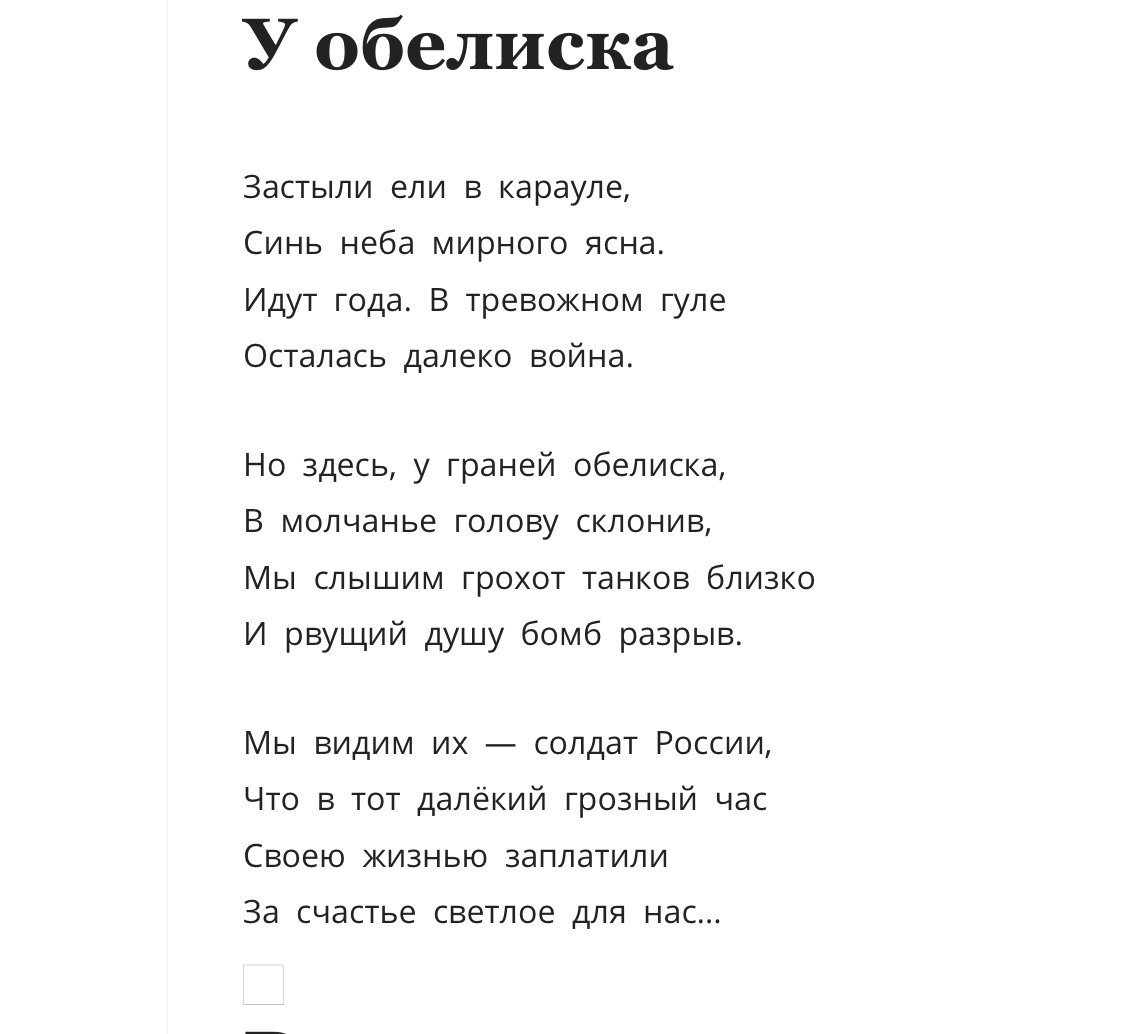 У обелиска
Застыли ели в карауле,
Синь неба мирного ясна.
Идут года. В тревожном гуле
Осталась далеко война.
Но здесь, у граней обелиска,
В молчанье голову склонив,
Мы слышим грохот танков близко
И рвущий душу бомб разрыв.
Мы видим их — солдат России,
Что в тот далёкий грозный час
Своею жизнью заплатили
За счастье светлое для нас...